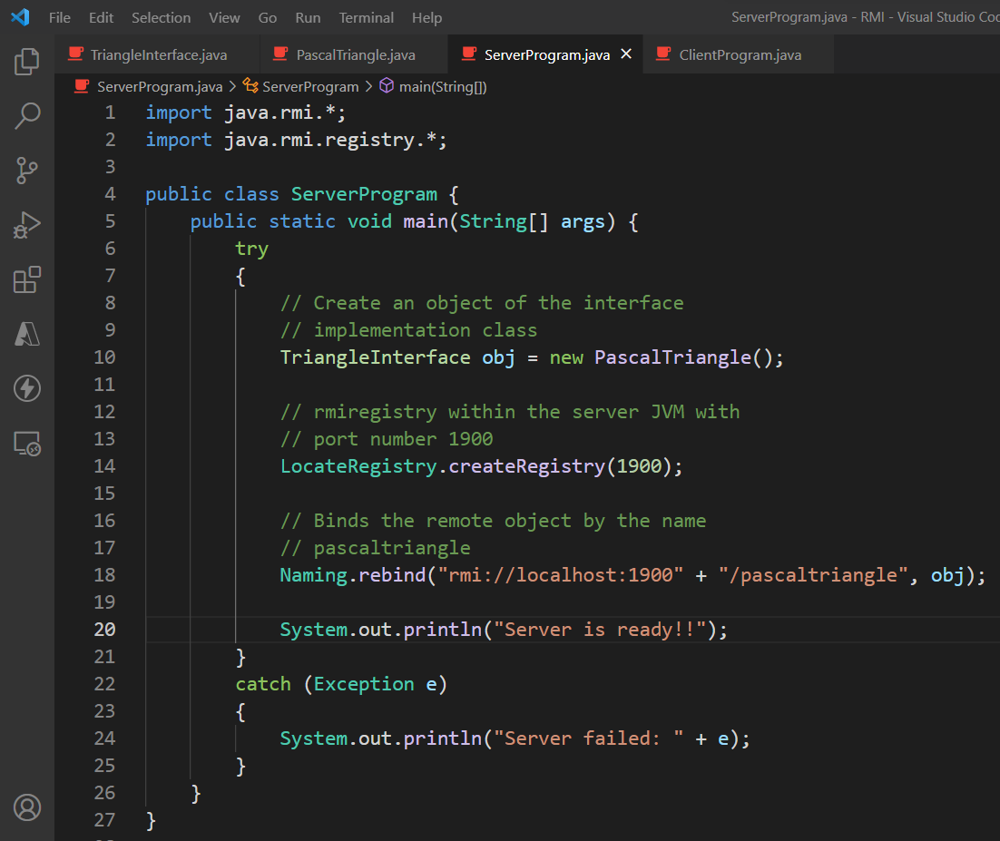 File Edit Selection View Go Run Terminal Help ServerProgram.java - RMI - Visual Studio
TriangleInterface.java PascalTriangle.java ServerProgram.java ClientProgram.java
ServerProgram.java > ServerProgram > main(String[])
1 import java.rmi.*;
2 import java.rmi.registry.*;
3
4 public class ServerProgram {
5 public static void main(String[] args) {
6 try
7 {
8 // Create an object of the interface
9 // implementation class
10 TriangleInterface obj = new PascalTriangle();
11
12 // rmiregistry within the server JVM with
13 // port number 1900
14 LocateRegistry.createRegistry(1900);
15
16 // Binds the remote object by the name
17 // pascaltriangle
18 Naming.rebind("rmi://localhost:1900" + "/pascaltriangle", obj);
19
20 System.out.println("Server is ready!!");
21 }
22 catch (Exception e)
23 {
24 System.out.println("Server failed: " + e);
25 }
26 }
27 }